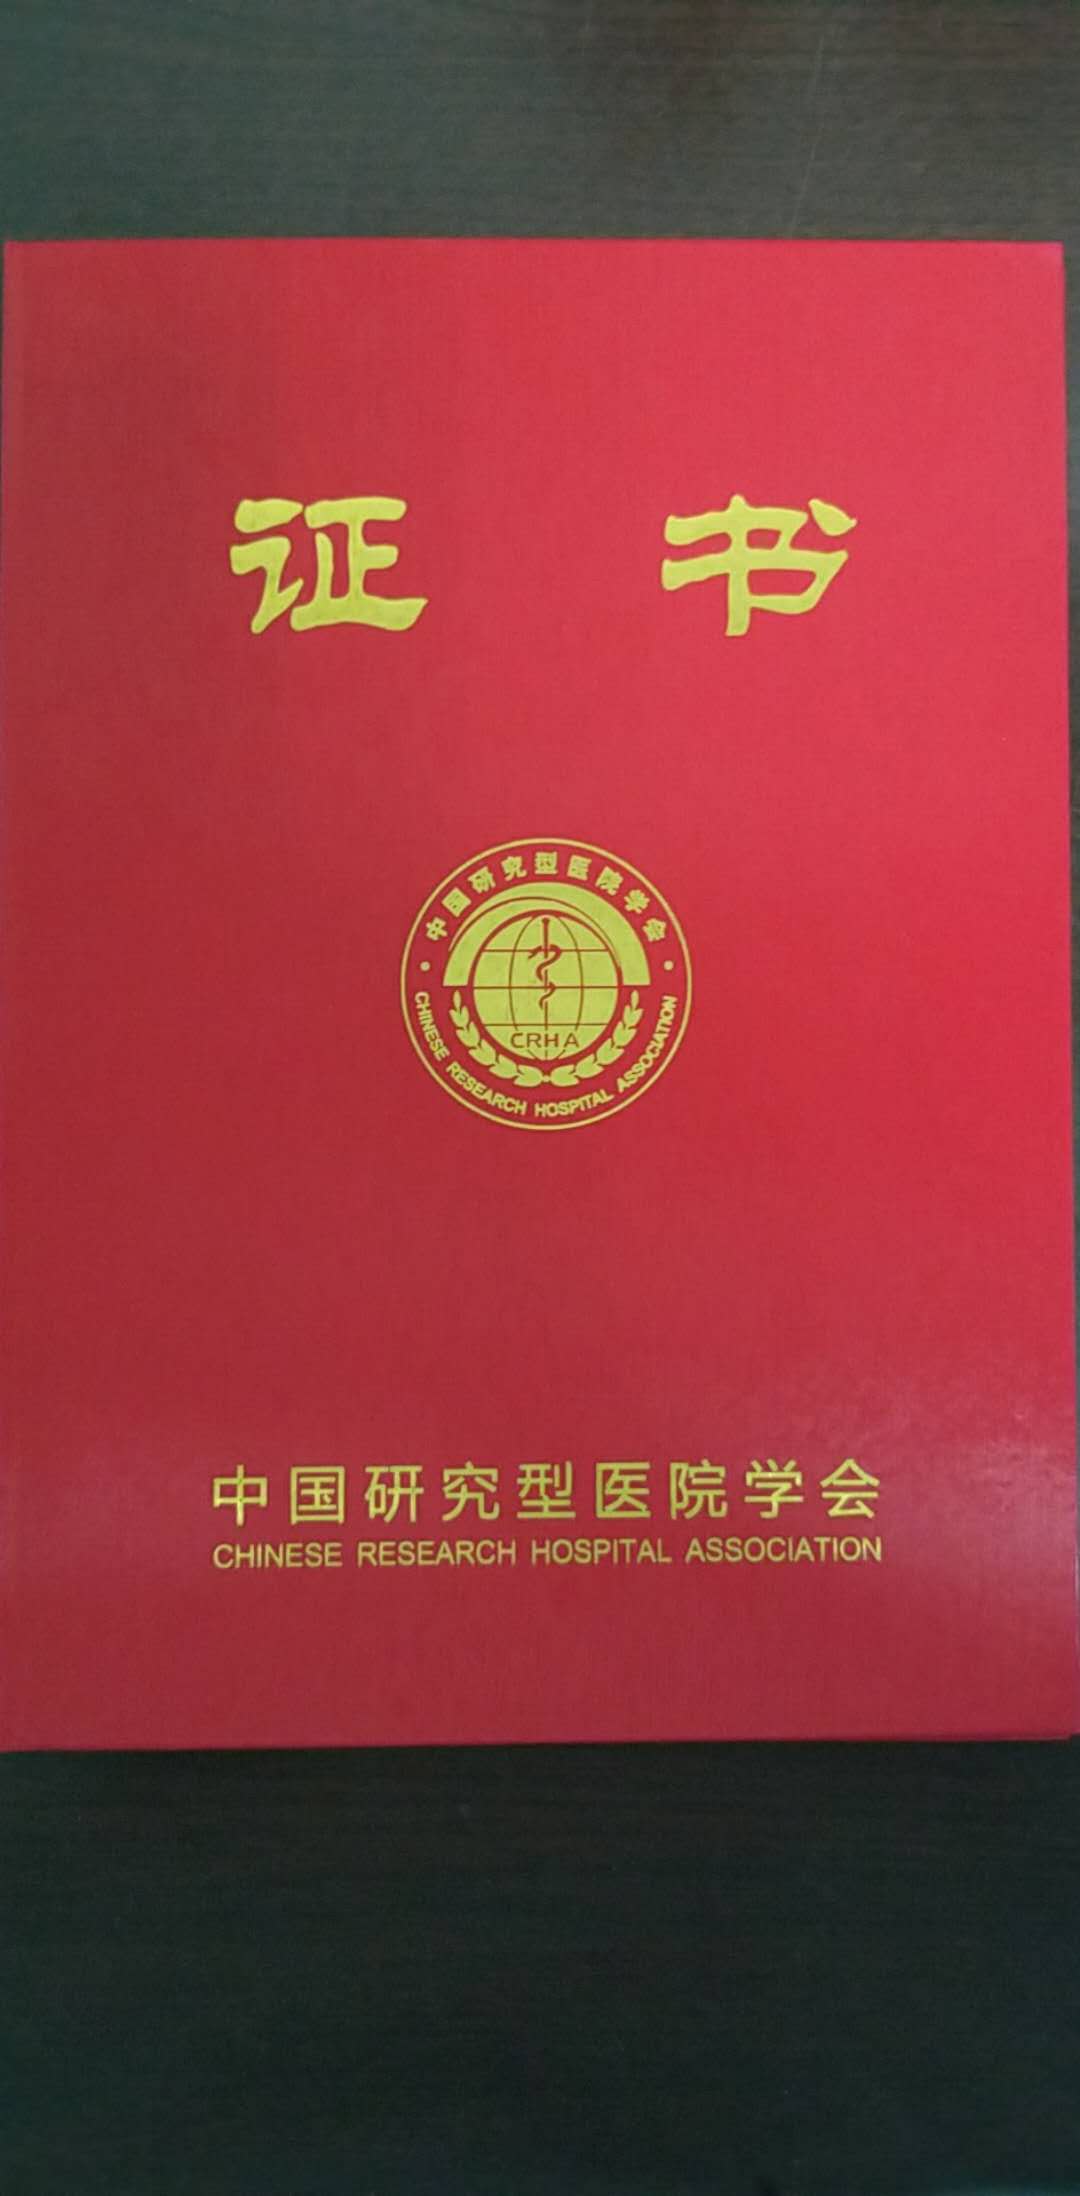 证 书
·中国研究型医院学会·
CRHA
CHINESE RESEARCH HOSPITAL ASSOCIATION
中国研究型医院学会
CHINESE RESEARCH HOSPITAL ASSOCIATION